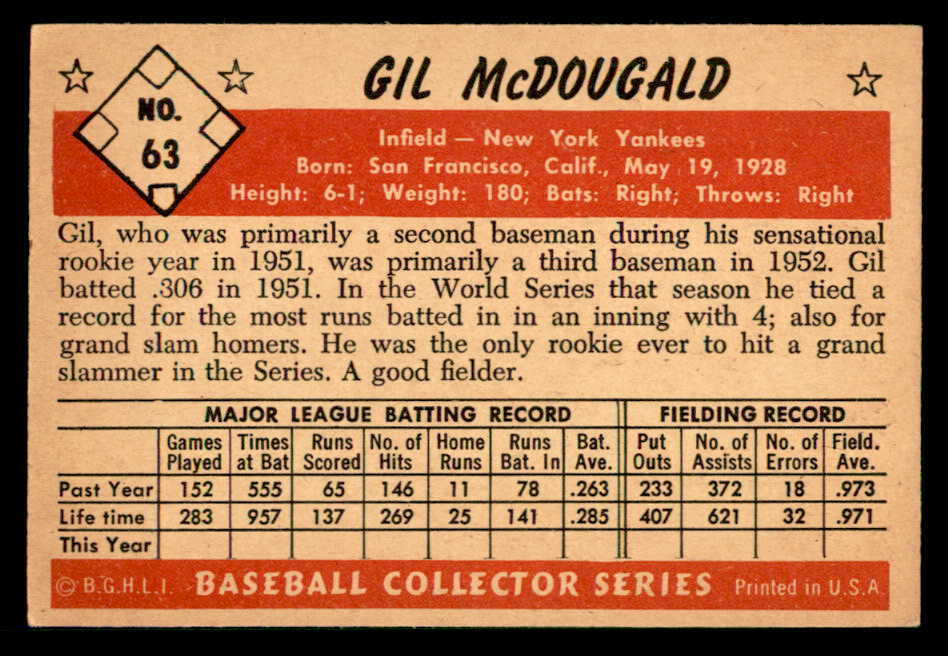 GIL McDOUGALD
NO.
63
Infield — New York Yankees
Born: San Francisco, Calif., May 19, 1928
Height: 6-1; Weight: 180; Bats: Right; Throws: Right
Gil, who was primarily a second baseman during his sensational
rookie year in 1951, was primarily a third baseman in 1952. Gil
batted .306 in 1951. In the World Series that season he tied a
record for the most runs batted in in an inning with 4; also for
grand slam homers. He was the only rookie ever to hit a grand
slammer in the Series. A good fielder.
MAJOR LEAGUE BATTING RECORD FIELDING RECORD
Games Times Runs No. of Home Runs Bat. Put No. of No. of Field.
Played at Bat Scored Hits Runs Bat. In Ave. Outs Assists Errors Ave.
Past Year 152 555 65 146 11 78 .263 233 372 18 .973
Life time 283 957 137 269 25 141 .285 407 621 32 .971
This Year
© B.G.H.L.I. BASEBALL COLLECTOR SERIES Printed in U.S.A